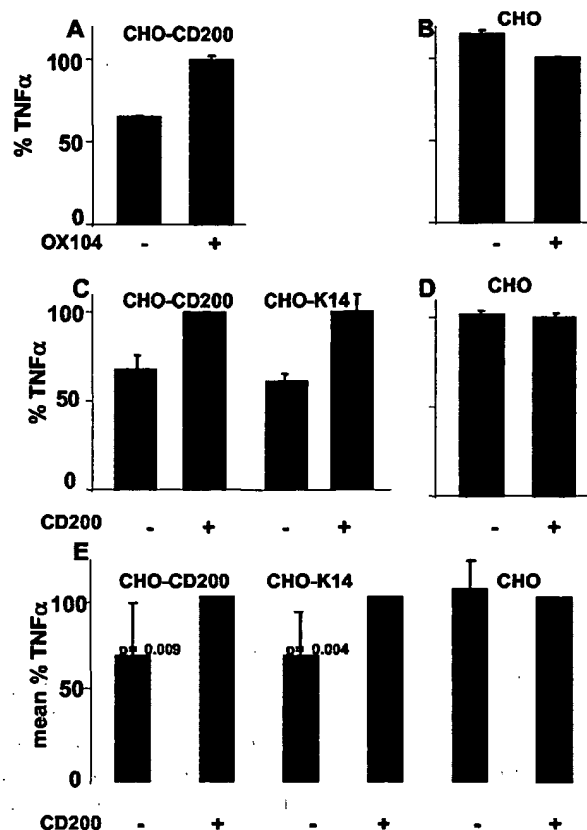 A B
CHO-CD200 CHO
% TNFα
100
50
0
OX104 - + - +
C D
CHO-CD200 CHO-K14 CHO
% TNFα
100
50
0
CD200 - + - + - +
E
CHO-CD200 CHO-K14 CHO
mean % TNFα
100
50
0
p= 0.009 p= 0.004
CD200 - + - + - +